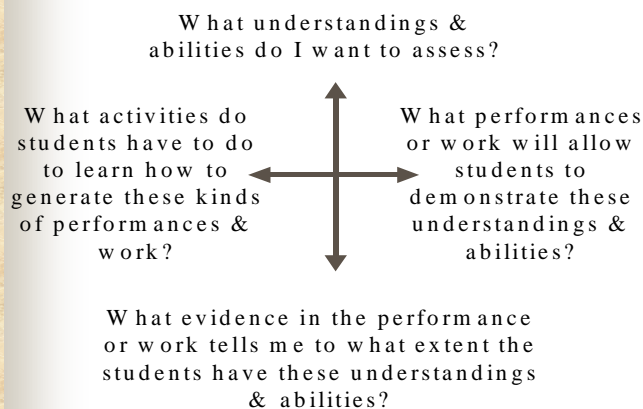 What understandings &
abilities do I want to assess?
What activities do
students have to do
to learn how to
generate these kinds
of performances &
work?
What performances
or work will allow
students to
demonstrate these
understandings &
abilities?
What evidence in the performance
or work tells me to what extent the
students have these understandings
& abilities?